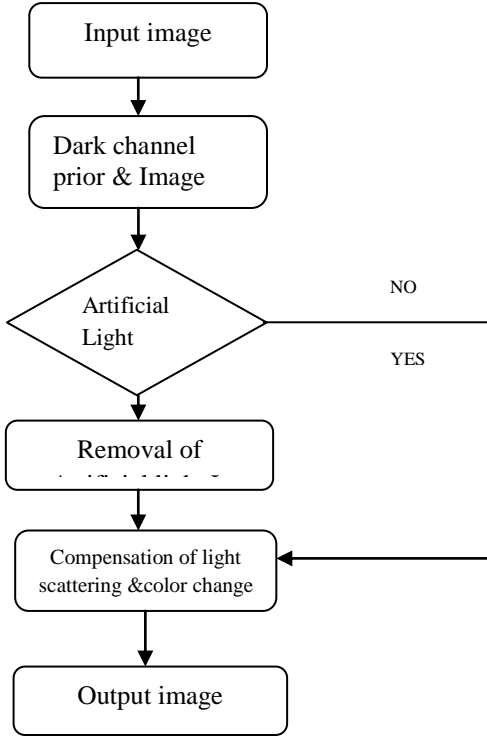 Input image
Dark channel
prior & Image
Artificial
Light
NO
YES
Removal of
Compensation of light
scattering &color change
Output image